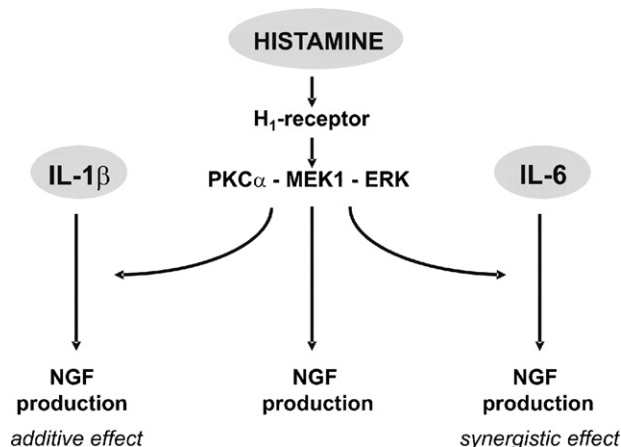 HISTAMINE
H₁-receptor
IL-1β
PKCα - MEK1 - ERK
IL-6
NGF
production
additive effect
NGF
production
NGF
production
synergistic effect